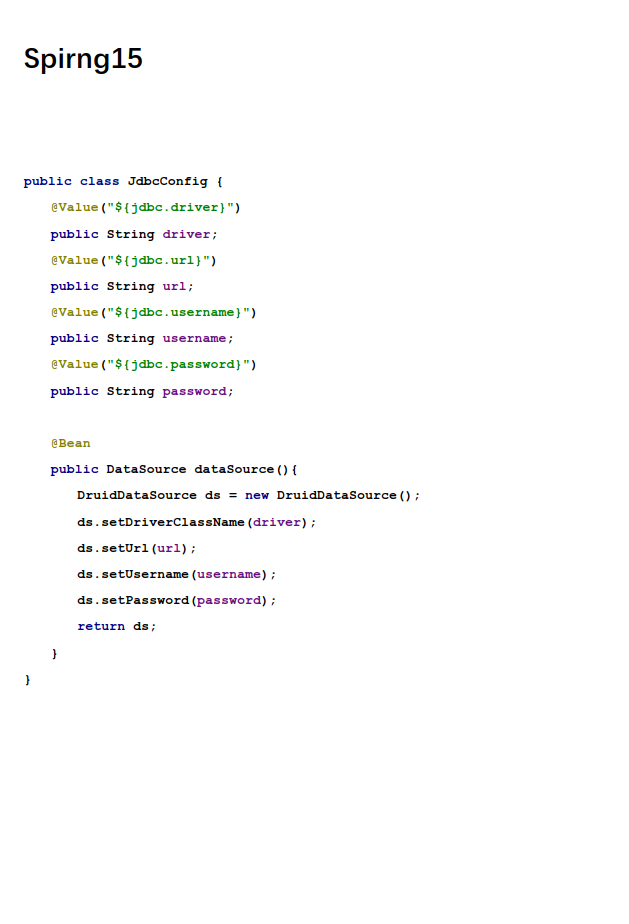 Spirng15
public class JdbcConfig {
@Value("${jdbc.driver}")
public String driver;
@Value("${jdbc.url}")
public String url;
@Value("${jdbc.username}")
public String username;
@Value("${jdbc.password}")
public String password;
@Bean
public DataSource dataSource(){
DruidDataSource ds = new DruidDataSource();
ds.setDriverClassName(driver);
ds.setUrl(url);
ds.setUsername(username);
ds.setPassword(password);
return ds;
}
}